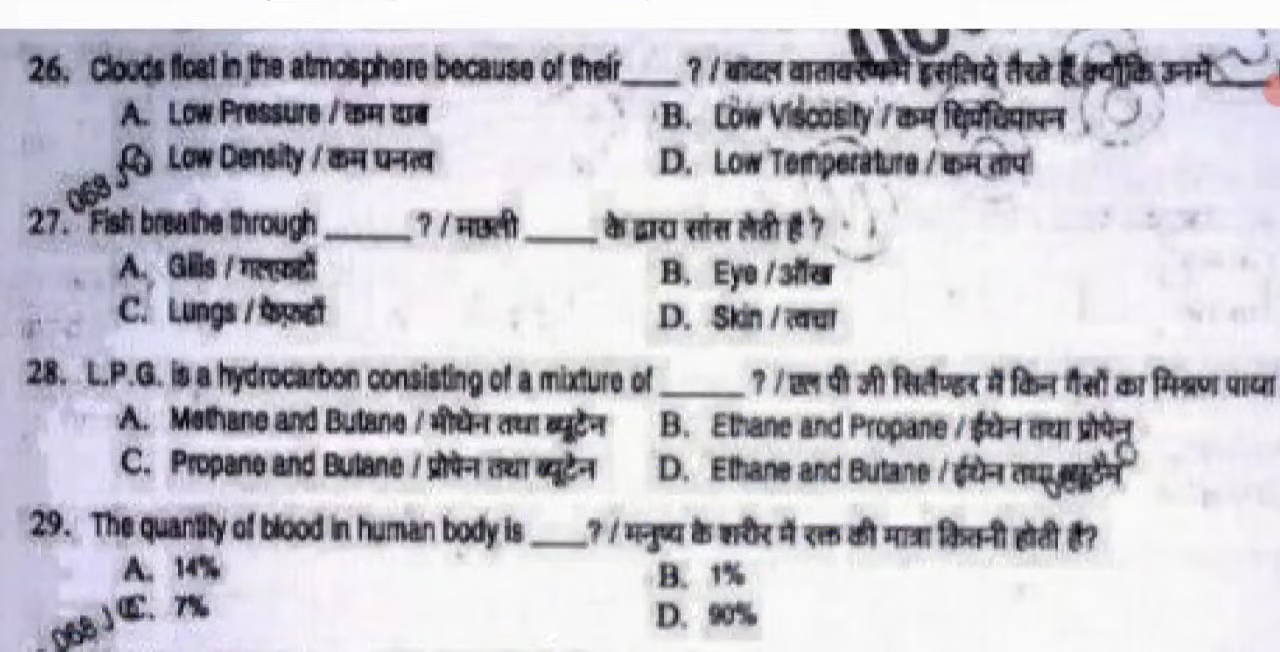 26. Clouds float in the atmosphere because of their____ ? / बादल वातावरण में इसलिये तैरते हैं क्योंकि उनमें____
A. Low Pressure / कम दाब B. Low Viscosity / कम
C. Low Density / कम घनत्व D. Low Temperature / कम ताप
068 J
27. Fish breathe through ______? / मछली _____ के द्वारा सांस लेती है ?
A. Gills / गलफड़ों B. Eye / आँख
C. Lungs / फेफड़ों D. Skin / त्वचा
28. L.P.G. is a hydrocarbon consisting of a mixture of ______ ? / एल पी जी सिलैण्डर में किन गैसों का मिश्रण पाया
A. Methane and Butane / मीथेन तथा ब्यूटेन B. Ethane and Propane / ईथेन तथा प्रोपेन
C. Propane and Butane / प्रोपेन तथा ब्यूटेन D. Ethane and Butane / ईथेन तथा ब्यूटेन
29. The quantity of blood in human body is ____? / मनुष्य के शरीर में रक्त की मात्रा कितनी होती है?
A. 14% B. 1%
C. 7% D. 90%
068 J